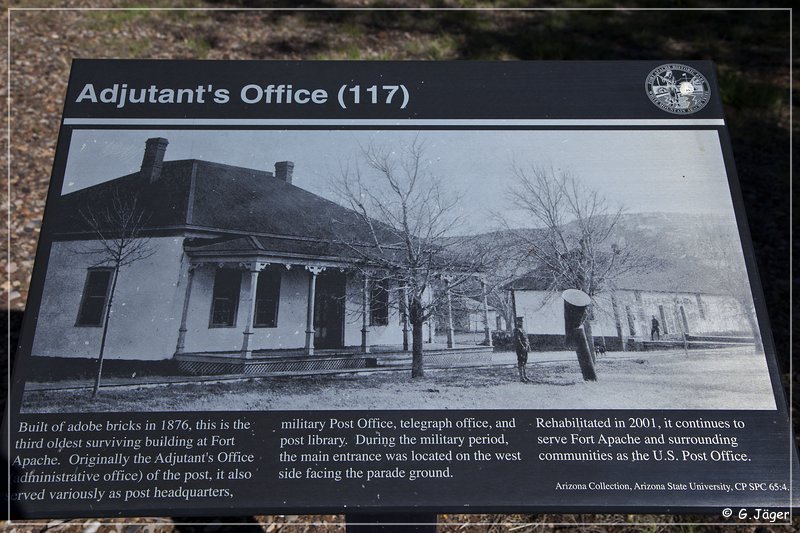 Adjutant's Office (117)
Built of adobe bricks in 1876, this is the
third oldest surviving building at Fort
Apache. Originally the Adjutant's Office
(administrative office) of the post, it also
served variously as post headquarters,
military Post Office, telegraph office, and
post library. During the military period,
the main entrance was located on the west
side facing the parade ground.
Rehabilitated in 2001, it continues to
serve Fort Apache and surrounding
communities as the U.S. Post Office.
Arizona Collection, Arizona State University, CP SPC 65:4.
© G.Jäger